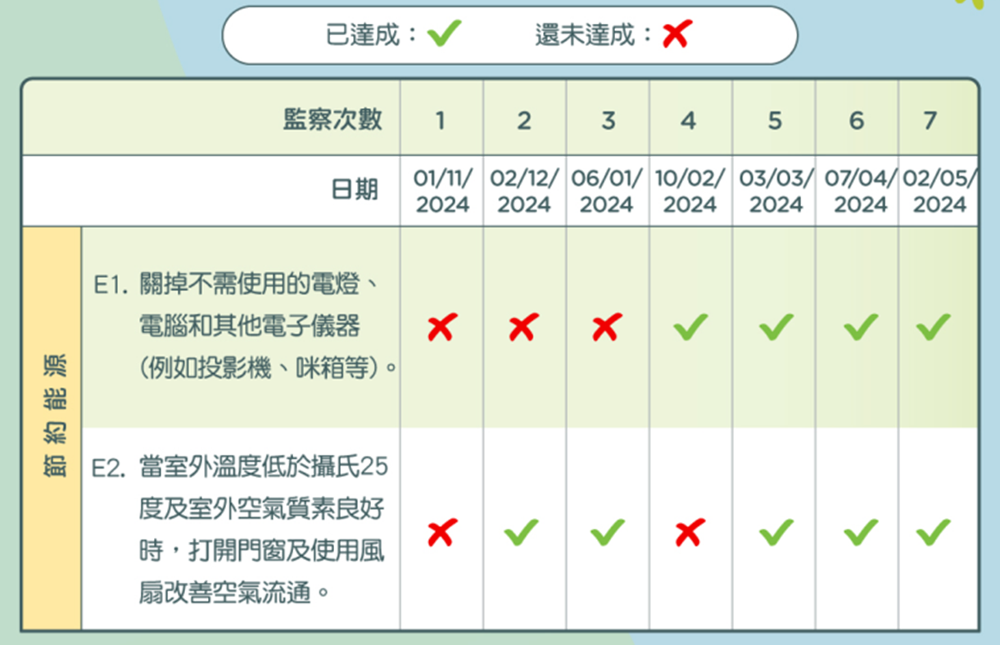 已達成：✓ 還未達成：✗
監察次數 1 2 3 4 5 6 7
日期 01/11/2024 02/12/2024 06/01/2024 10/02/2024 03/03/2024 07/04/2024 02/05/2024
節約能源
E1. 關掉不需使用的電燈、
電腦和其他電子儀器
(例如投影機、咪箱等)。
✗ ✗ ✗ ✓ ✓ ✓ ✓
E2. 當室外溫度低於攝氏25
度及室外空氣質素良好
時，打開門窗及使用風
扇改善空氣流通。
✗ ✓ ✓ ✗ ✓ ✓ ✓